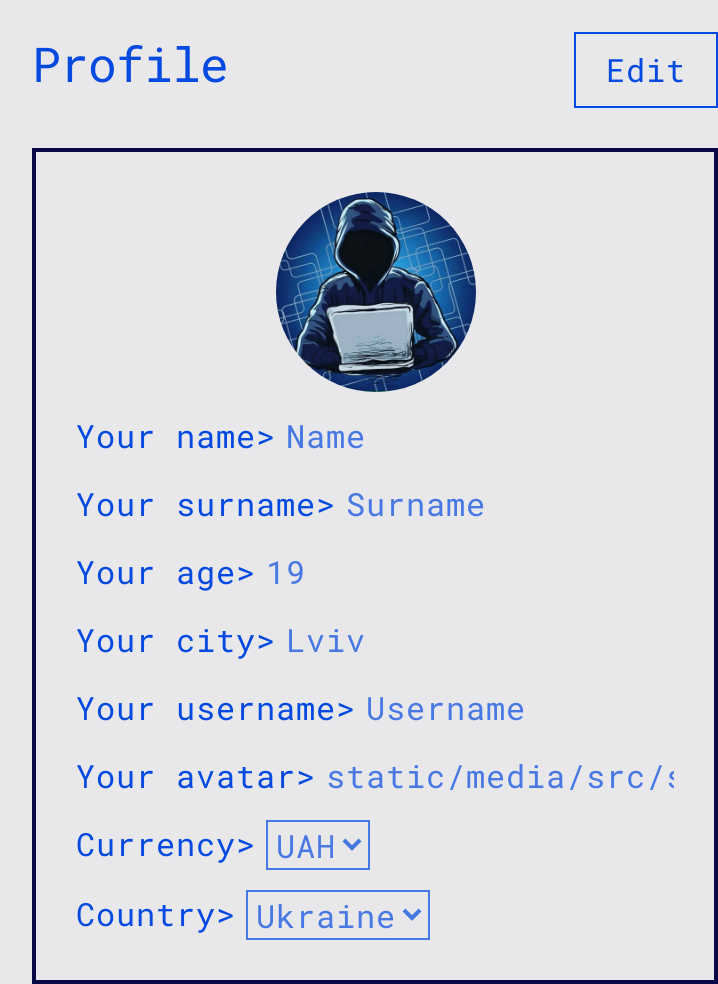 Profile
Edit
Your name> Name
Your surname> Surname
Your age> 19
Your city> Lviv
Your username> Username
Your avatar> static/media/src/s
Currency> UAH
Country> Ukraine